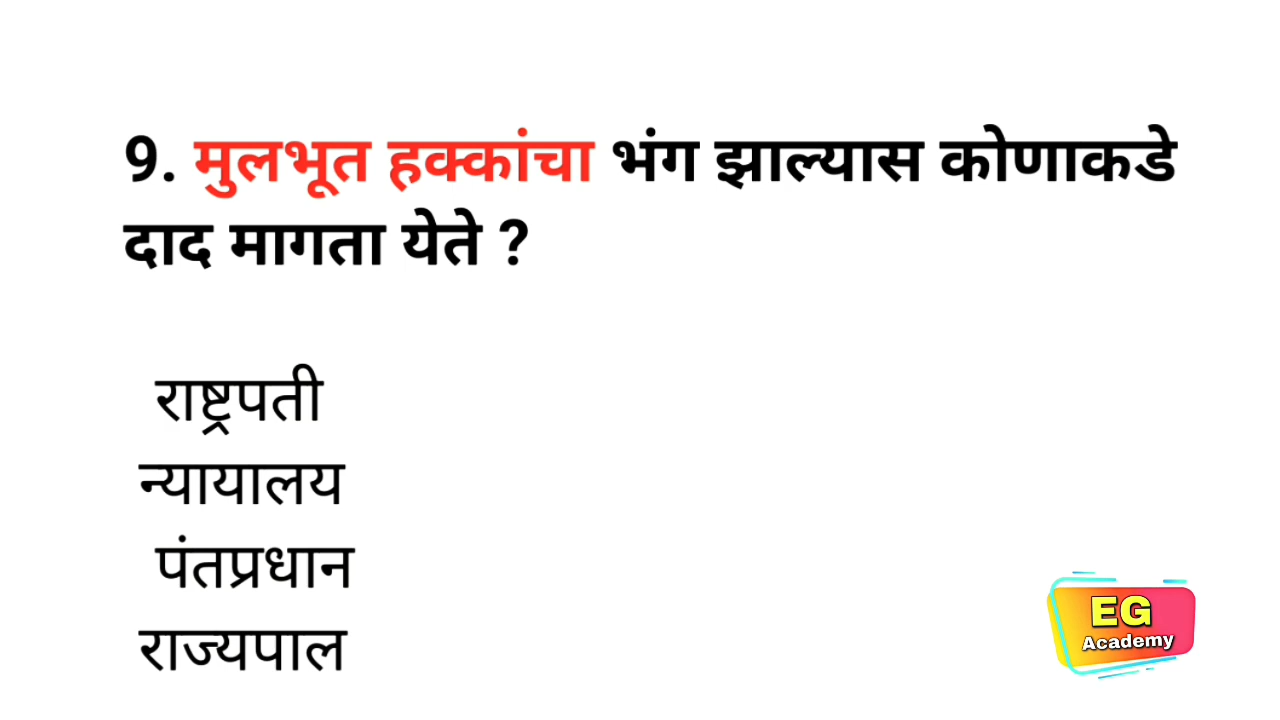 9. मुलभूत हक्कांचा भंग झाल्यास कोणाकडे
दाद मागता येते ?
राष्ट्रपती
न्यायालय
पंतप्रधान
राज्यपाल
EG
Academy